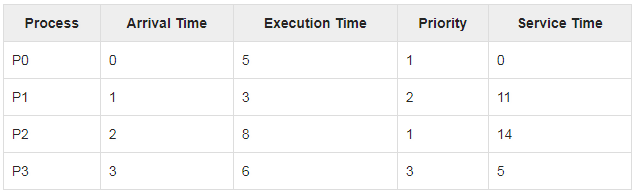 Process Arrival Time Execution Time Priority Service Time
P0 0 5 1 0
P1 1 3 2 11
P2 2 8 1 14
P3 3 6 3 5